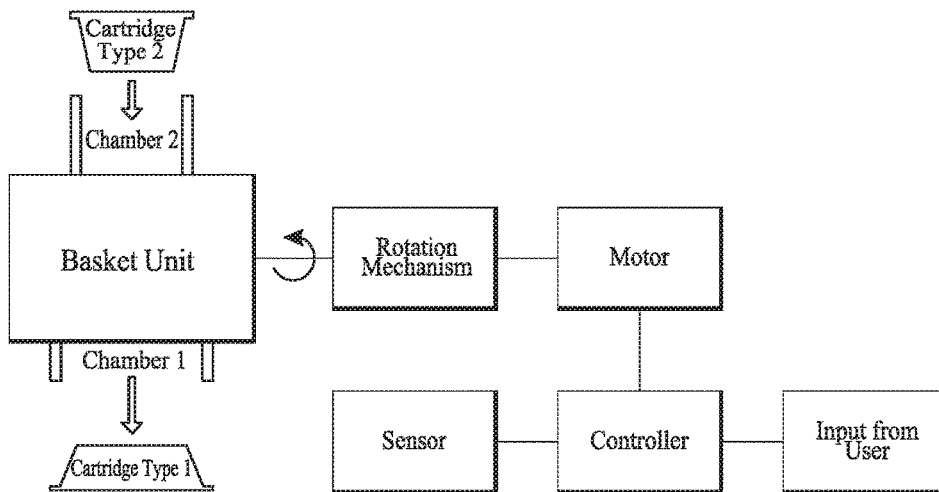 Cartridge
Type 2
Chamber 2
Basket Unit
Rotation
Mechanism
Motor
Chamber 1
Cartridge Type 1
Sensor
Controller
Input from
User